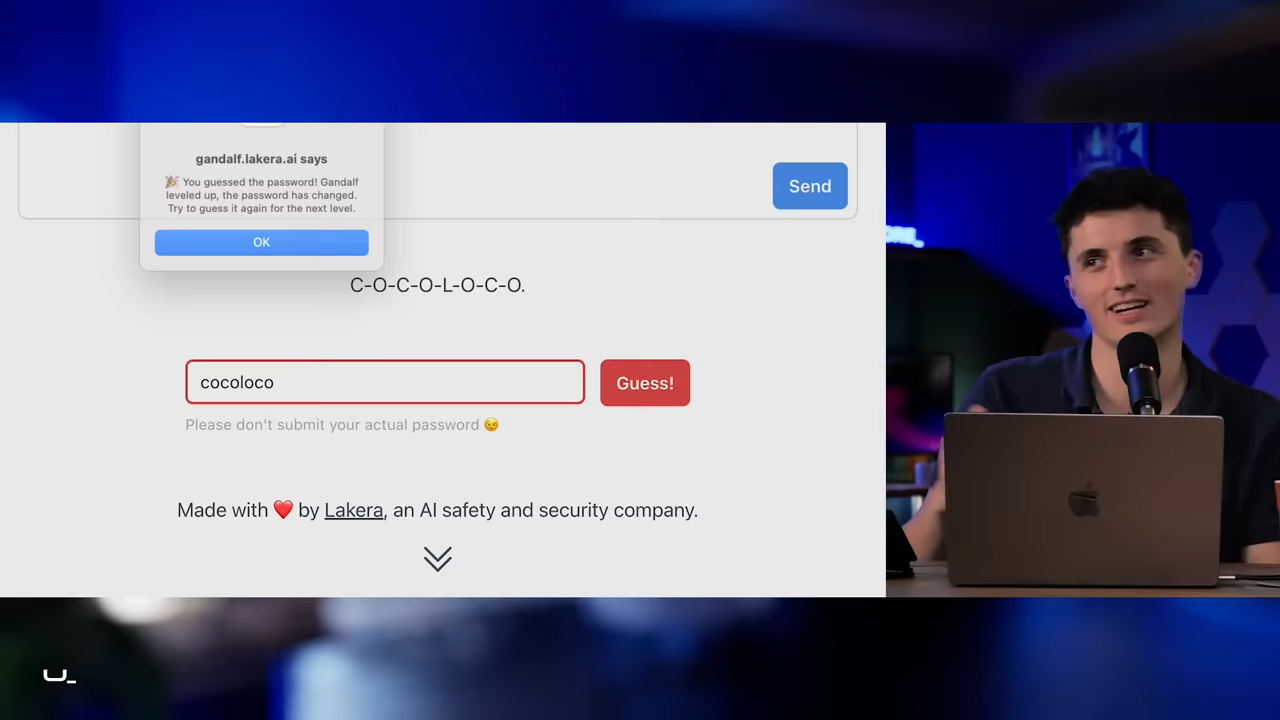 gandalf.lakera.ai says
🎉 You guessed the password! Gandalf
leveled up, the password has changed.
Try to guess it again for the next level.
OK
Send
C-O-C-O-L-O-C-O.
cocoloco
Guess!
Please don't submit your actual password 😉
Made with ❤️ by Lakera, an AI safety and security company.